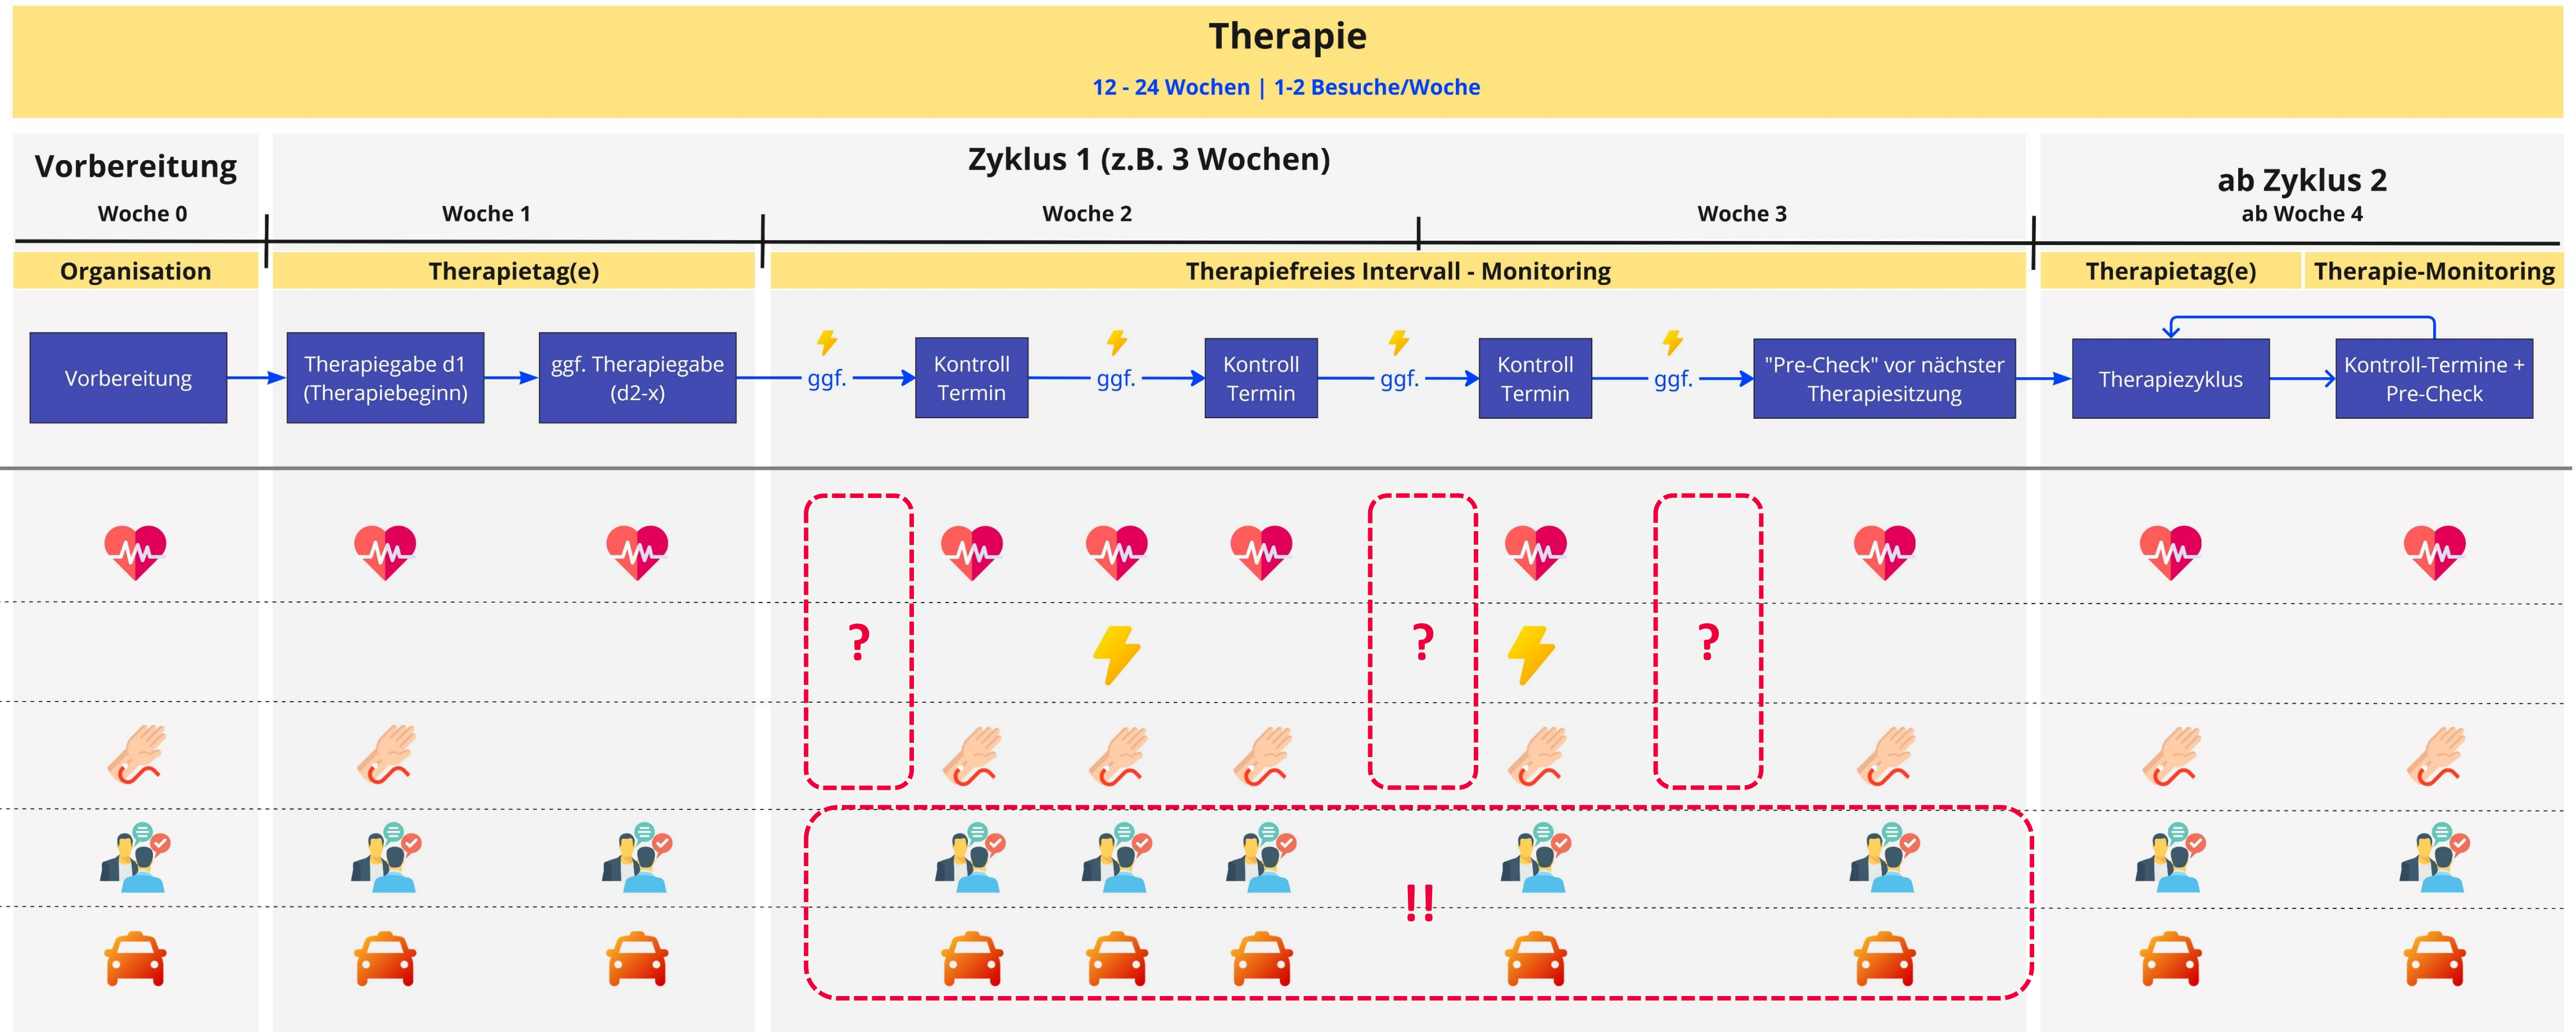 Therapie
12 - 24 Wochen | 1-2 Besuche/Woche
Vorbereitung
Zyklus 1 (z.B. 3 Wochen)
ab Zyklus 2
Woche 0
Woche 1
Woche 2
Woche 3
ab Woche 4
Organisation
Therapietag(e)
Therapiefreies Intervall - Monitoring
Therapietag(e)
Therapie-Monitoring
Vorbereitung
Therapiegabe d1
(Therapiebeginn)
ggf. Therapiegabe
(d2-x)
ggf.
Kontroll
Termin
ggf.
Kontroll
Termin
ggf.
Kontroll
Termin
ggf.
"Pre-Check" vor nächster
Therapiesitzung
Therapiezyklus
Kontroll-Termine +
Pre-Check
?
?
?
!!